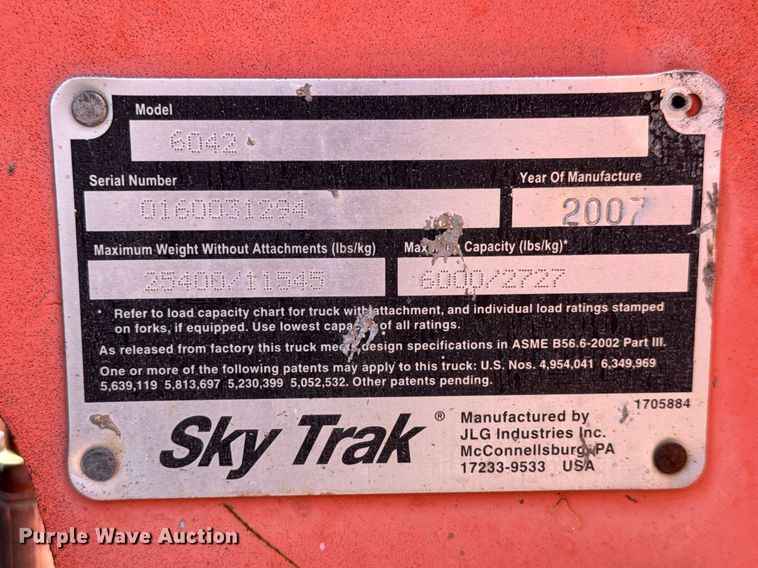 Model
6042
Serial Number
Year Of Manufacture
0160031294
2007
Maximum Weight Without Attachments (lbs/kg)
Capacity (lbs/kg)*
25400/11545
6000/2727
* Refer to load capacity chart for truck with attachment, and individual load ratings stamped
on forks, if equipped. Use lowest capacity of all ratings.
As released from factory this truck meets design specifications in ASME B56.6-2002 Part III.
One or more of the following patents may apply to this truck: U.S. Nos. 4,954,041 6,349,969
5,639,119 5,813,697 5,230,399 5,052,532. Other patents pending.
1705884
Sky Trak®
Manufactured by
JLG Industries Inc.
McConnellsburg, PA
17233-9533 USA
Purple Wave Auction